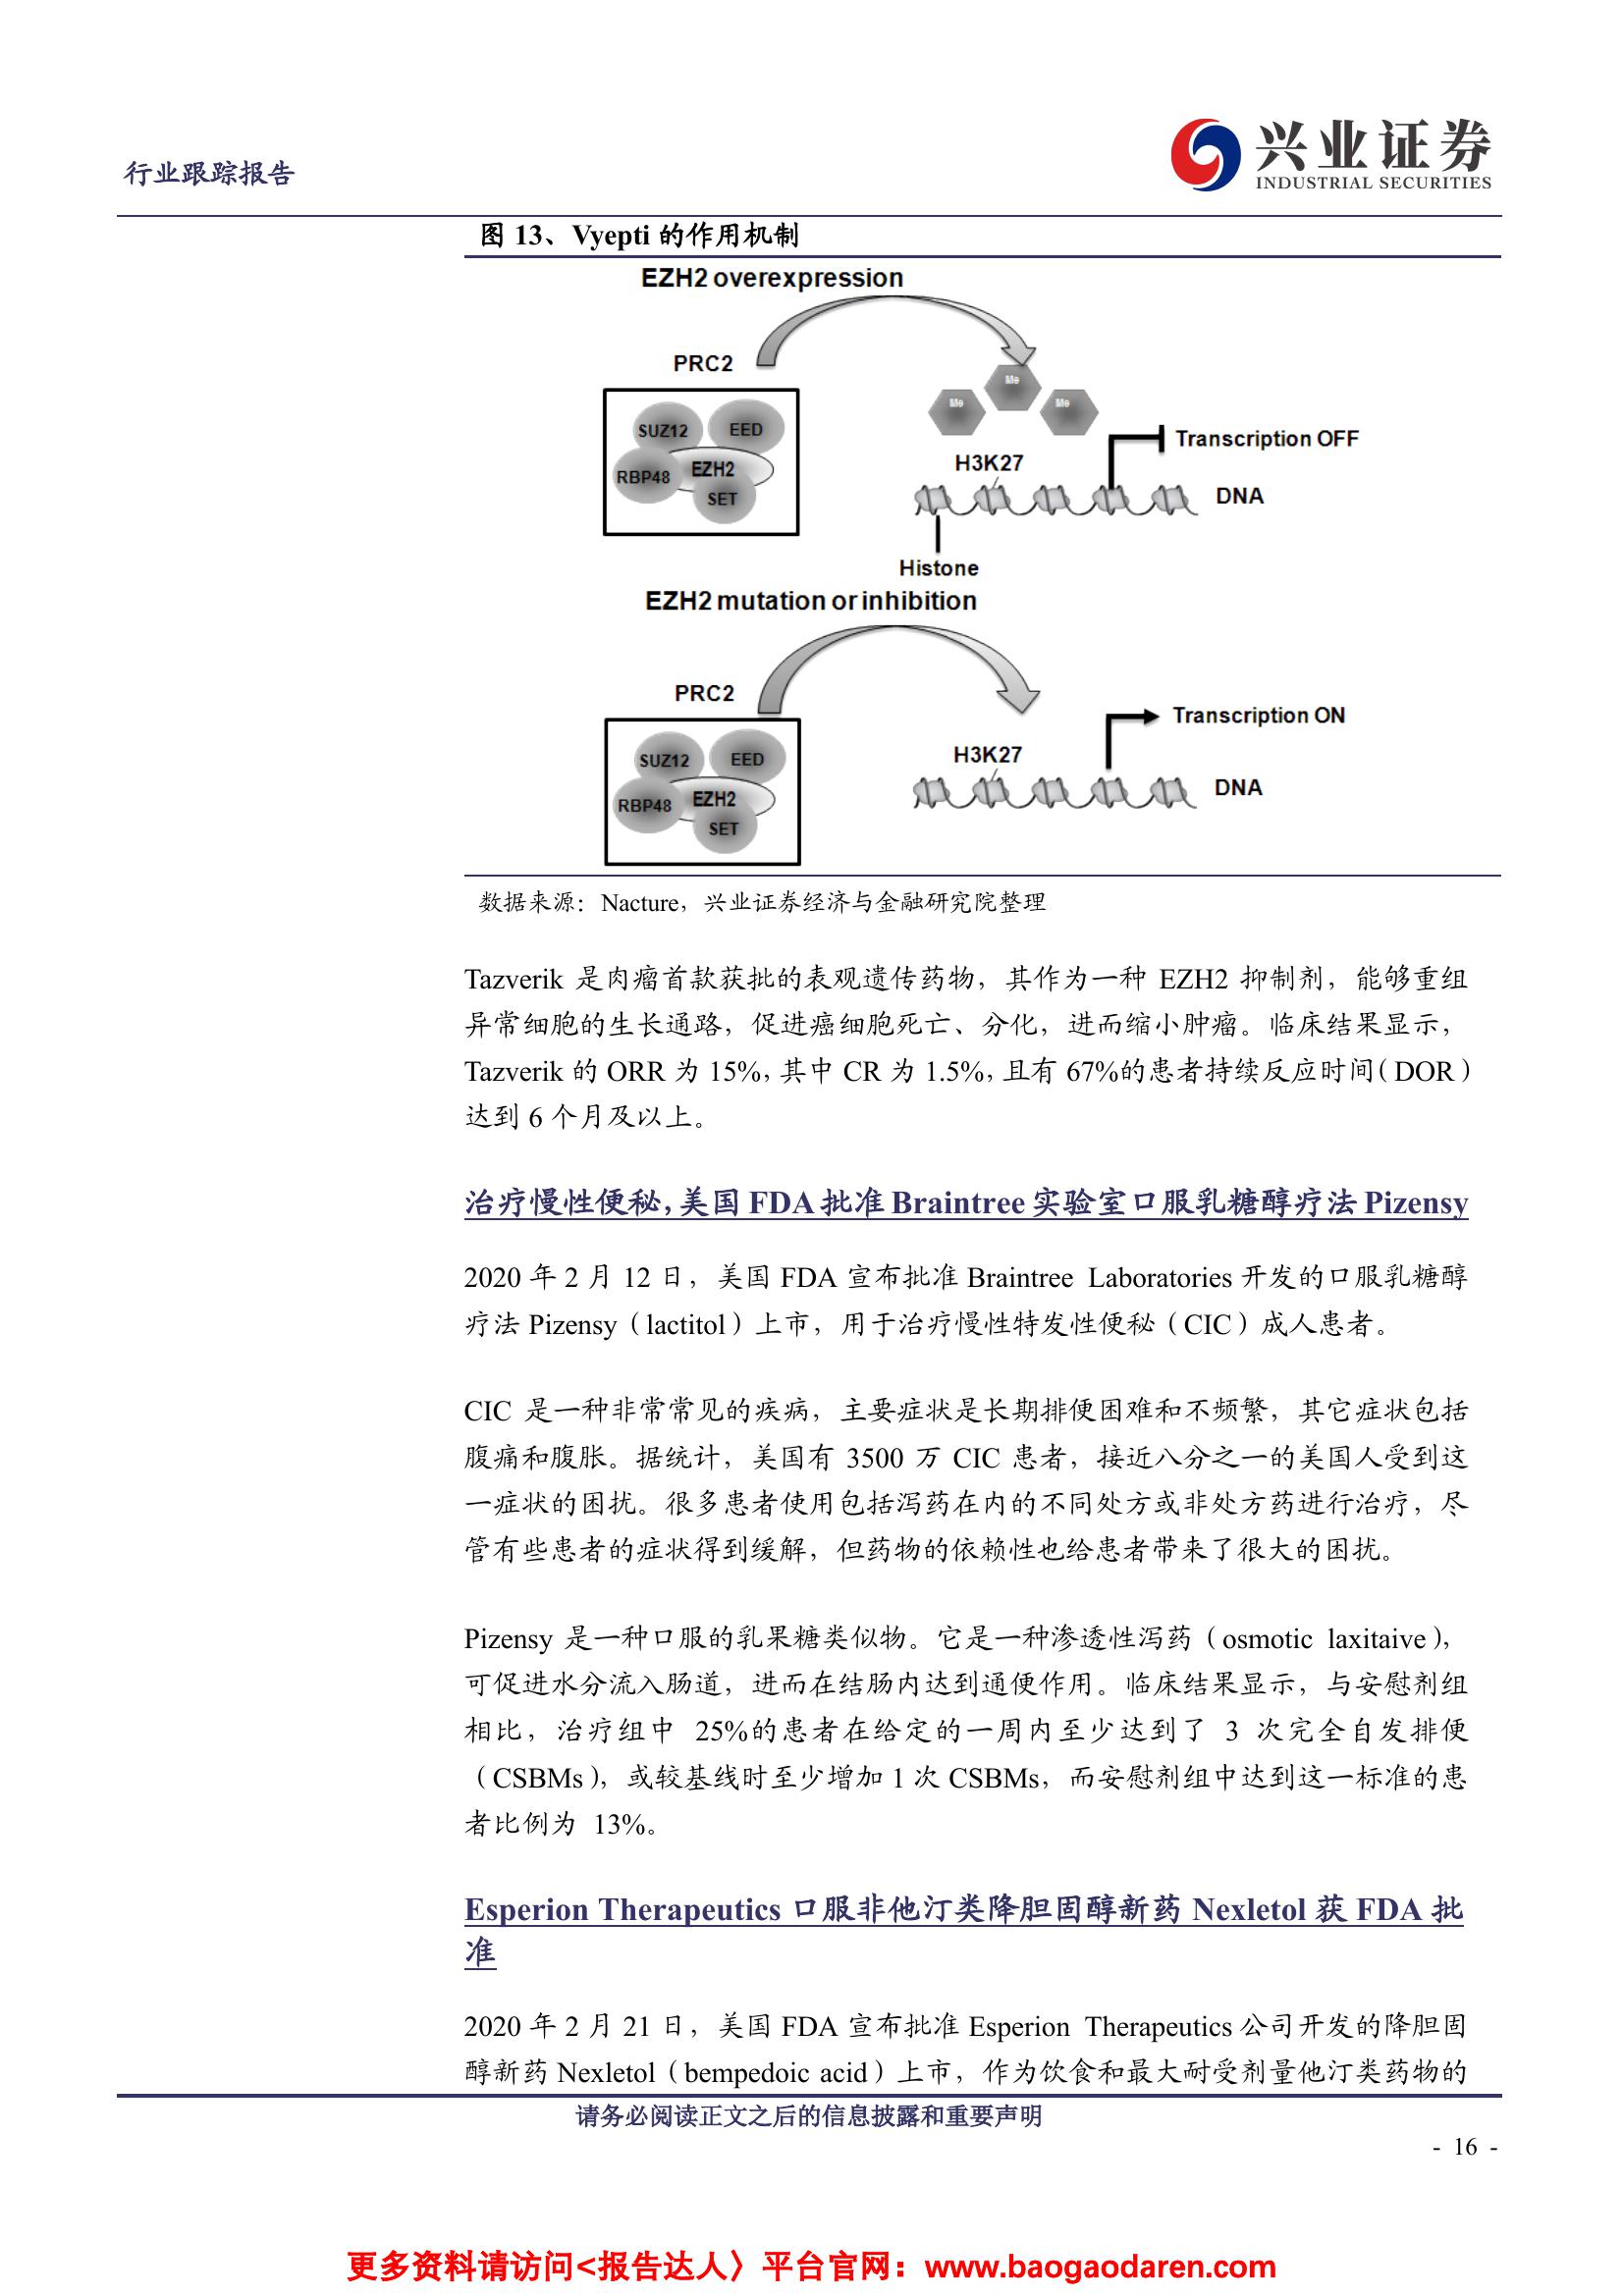 行业跟踪报告
兴业证券
INDUSTRIAL SECURITIES
图 13、Vyepti 的作用机制
EZH2 overexpression
PRC2
SUZ12
EED
RBP48
EZH2
SET
Me
Me
Me
H3K27
Transcription OFF
DNA
Histone
EZH2 mutation or inhibition
PRC2
SUZ12
EED
RBP48
EZH2
SET
H3K27
Transcription ON
DNA
数据来源：Nacture，兴业证券经济与金融研究院整理
Tazverik 是肉瘤首款获批的表观遗传药物，其作为一种 EZH2 抑制剂，能够重组
异常细胞的生长通路，促进癌细胞死亡、分化，进而缩小肿瘤。临床结果显示，
Tazverik 的 ORR 为 15%，其中 CR 为 1.5%，且有 67%的患者持续反应时间（DOR）
达到 6 个月及以上。
治疗慢性便秘，美国 FDA 批准 Braintree 实验室口服乳糖醇疗法 Pizensy
2020 年 2 月 12 日，美国 FDA 宣布批准 Braintree Laboratories 开发的口服乳糖醇
疗法 Pizensy（lactitol）上市，用于治疗慢性特发性便秘（CIC）成人患者。
CIC 是一种非常常见的疾病，主要症状是长期排便困难和不频繁，其它症状包括
腹痛和腹胀。据统计，美国有 3500 万 CIC 患者，接近八分之一的美国人受到这
一症状的困扰。很多患者使用包括泻药在内的不同处方或非处方药进行治疗，尽
管有些患者的症状得到缓解，但药物的依赖性也给患者带来了很大的困扰。
Pizensy 是一种口服的乳果糖类似物。它是一种渗透性泻药（osmotic laxitaive），
可促进水分流入肠道，进而在结肠内达到通便作用。临床结果显示，与安慰剂组
相比，治疗组中 25%的患者在给定的一周内至少达到了 3 次完全自发排便
（CSBMs），或较基线时至少增加 1 次 CSBMs，而安慰剂组中达到这一标准的患
者比例为 13%。
Esperion Therapeutics 口服非他汀类降胆固醇新药 Nexletol 获 FDA 批
准
2020 年 2 月 21 日，美国 FDA 宣布批准 Esperion Therapeutics 公司开发的降胆固
醇新药 Nexletol（bempedoic acid）上市，作为饮食和最大耐受剂量他汀类药物的
请务必阅读正文之后的信息披露和重要声明
- 16 -
更多资料请访问<报告达人〉平台官网：www.baogaodaren.com